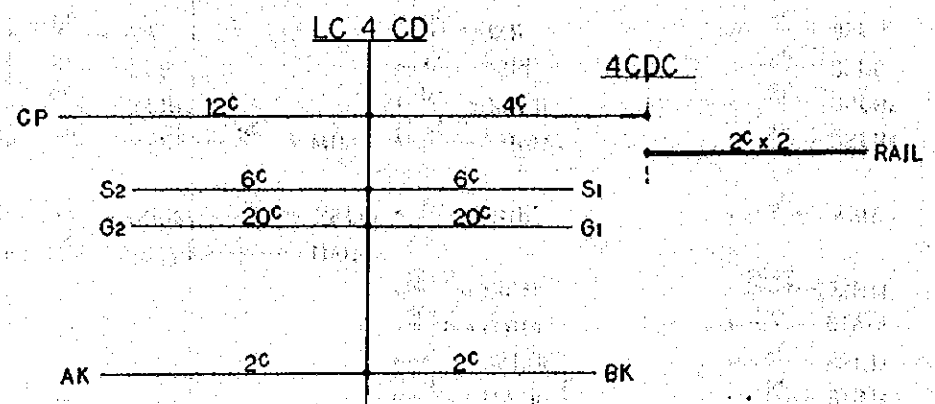 LC 4 CD
4CDC
CP 12c 4c
2c x 2 RAIL
S2 6c 6c S1
G2 20c 20c G1
AK 2c 2c BK